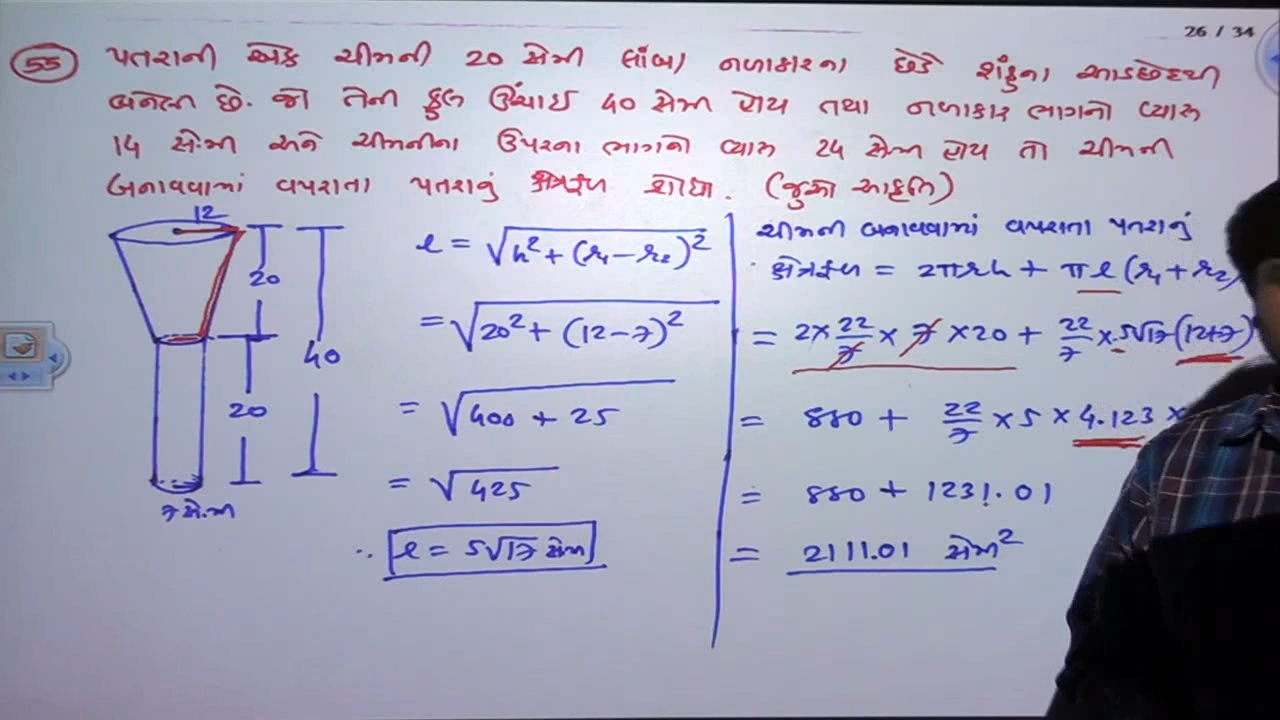 26 / 34
55 પતરાની એક ચીમની 20 સેમી લાંબા નળાકારના છેડે શંકુના આડછેદથી
બનેલી છે. જો તેની કુલ ઊંચાઇ 40 સેમી હોય તથા નળાકાર ભાગનો વ્યાસ
14 સે.મી અને ચીમનીના ઉપરના ભાગનો વ્યાસ 24 સેમી હોય તો ચીમની
બનાવવામાં વપરાતા પતરાનું ક્ષેત્રફળ શોધો. (જુઓ આકૃતિ)
12
20
40
20
7 સે.મી
l = √h² + (r₁ − r₂)²
= √20² + (12 − 7)²
= √400 + 25
= √425
∴ l = 5√17 સેમી
ચીમની બનાવવામાં વપરાતા પતરાનું
ક્ષેત્રફળ = 2πrh + πl(r₁ + r₂)
= 2 × 22/7 × 7 × 20 + 22/7 × 5√17 (12+7)
= 880 + 22/7 × 5 × 4.123 ×
= 880 + 1231.01
= 2111.01 સેમી²